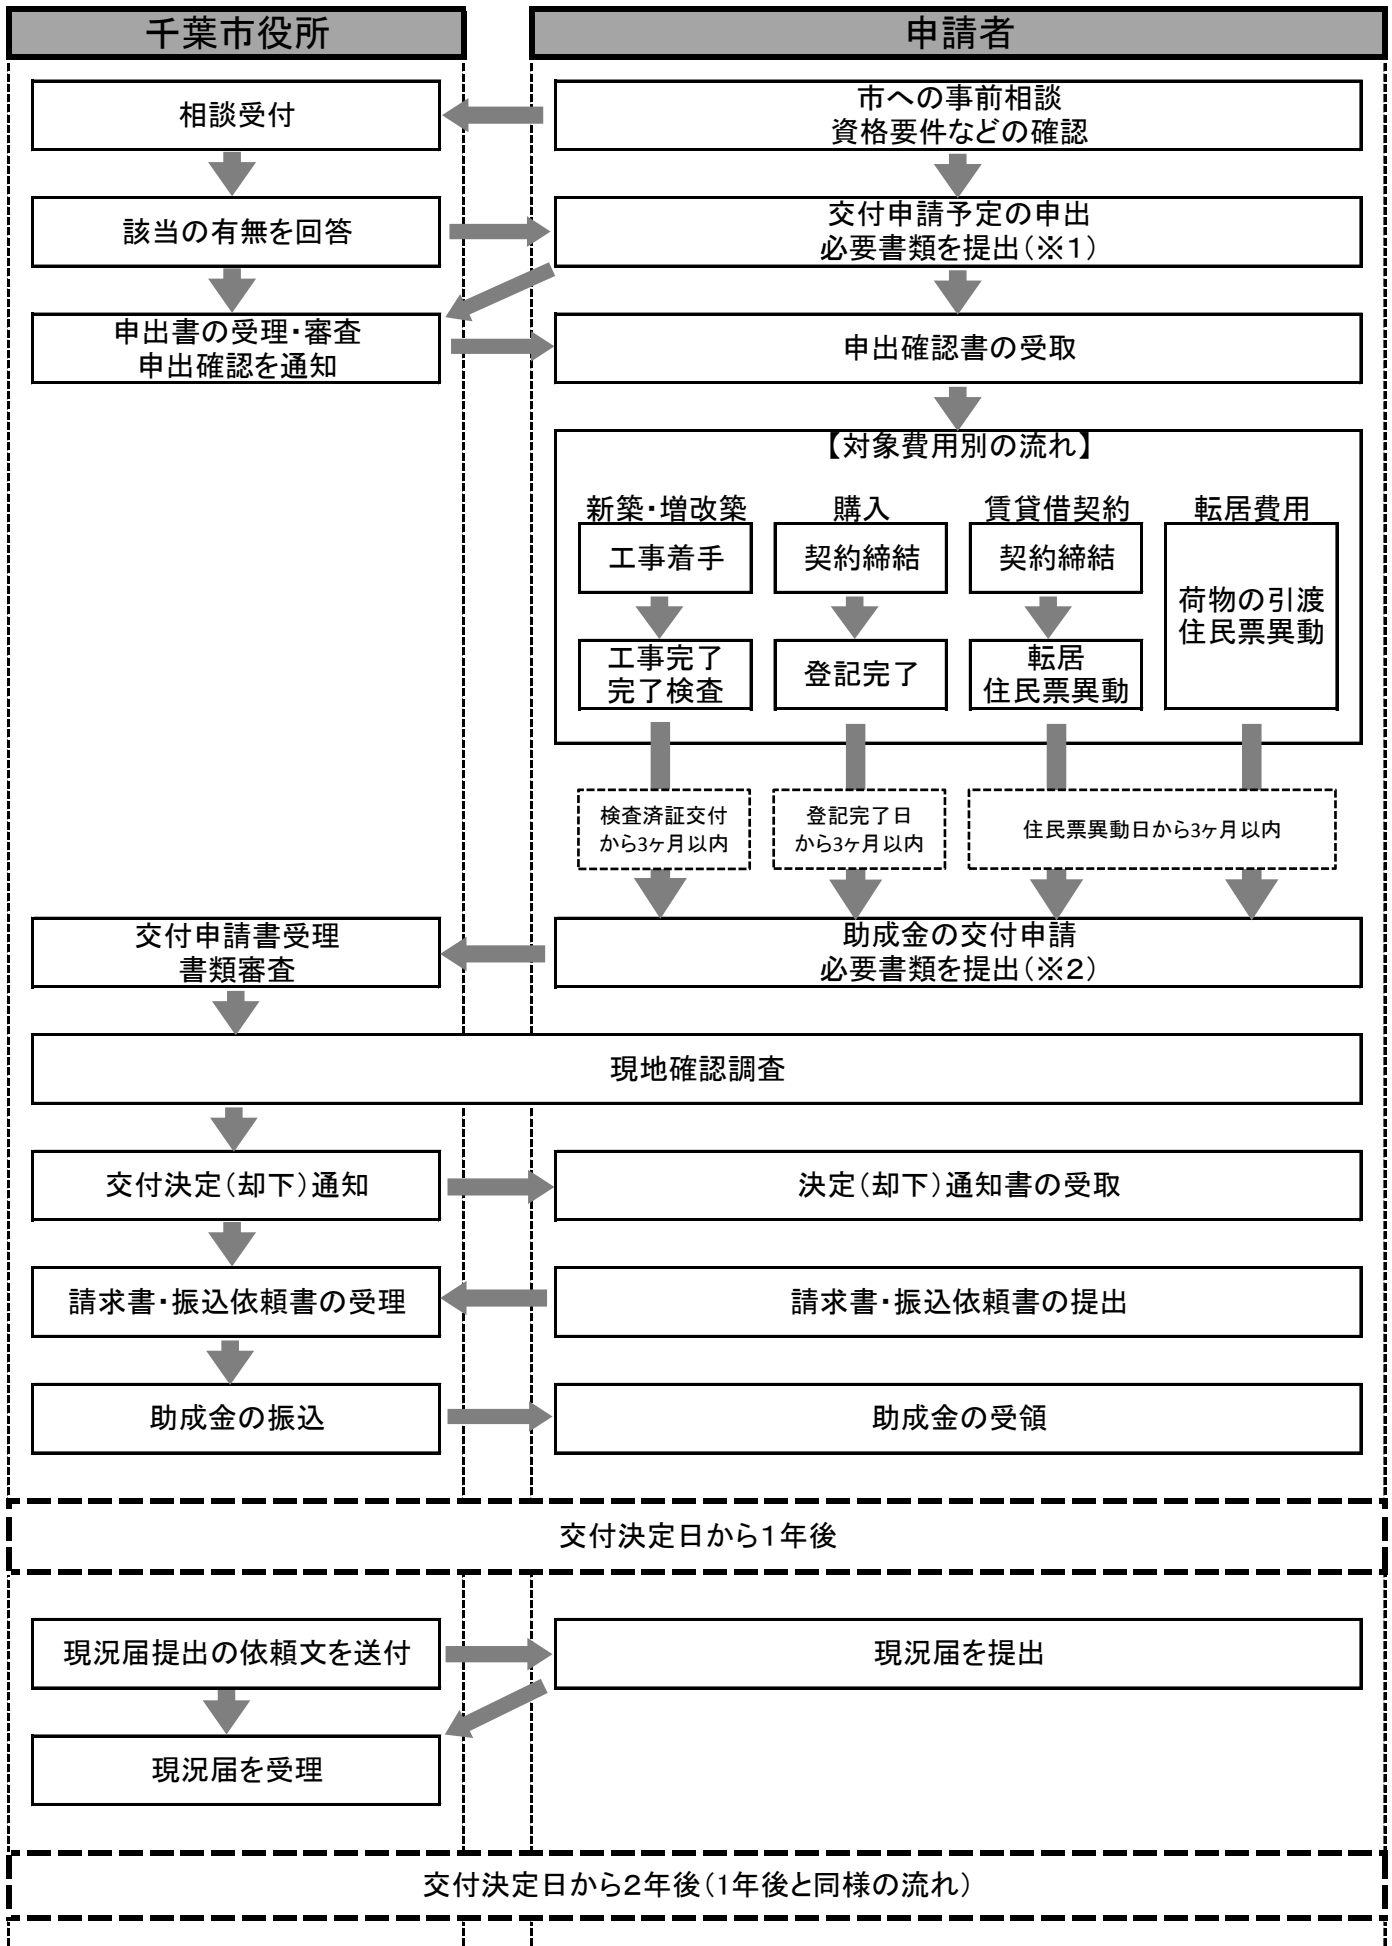 千葉市役所
申請者
相談受付
市への事前相談
資格要件などの確認
該当の有無を回答
交付申請予定の申出
必要書類を提出(※1)
申出書の受理・審査
申出確認を通知
申出確認書の受取
【対象費用別の流れ】
新築・増改築
購入
賃貸借契約
転居費用
工事着手
契約締結
契約締結
荷物の引渡
住民票異動
工事完了
完了検査
登記完了
転居
住民票異動
検査済証交付
から3ヶ月以内
登記完了日
から3ヶ月以内
住民票異動日から3ヶ月以内
交付申請書受理
書類審査
助成金の交付申請
必要書類を提出(※2)
現地確認調査
交付決定(却下)通知
決定(却下)通知書の受取
請求書・振込依頼書の受理
請求書・振込依頼書の提出
助成金の振込
助成金の受領
交付決定日から1年後
現況届提出の依頼文を送付
現況届を提出
現況届を受理
交付決定日から2年後(1年後と同様の流れ)